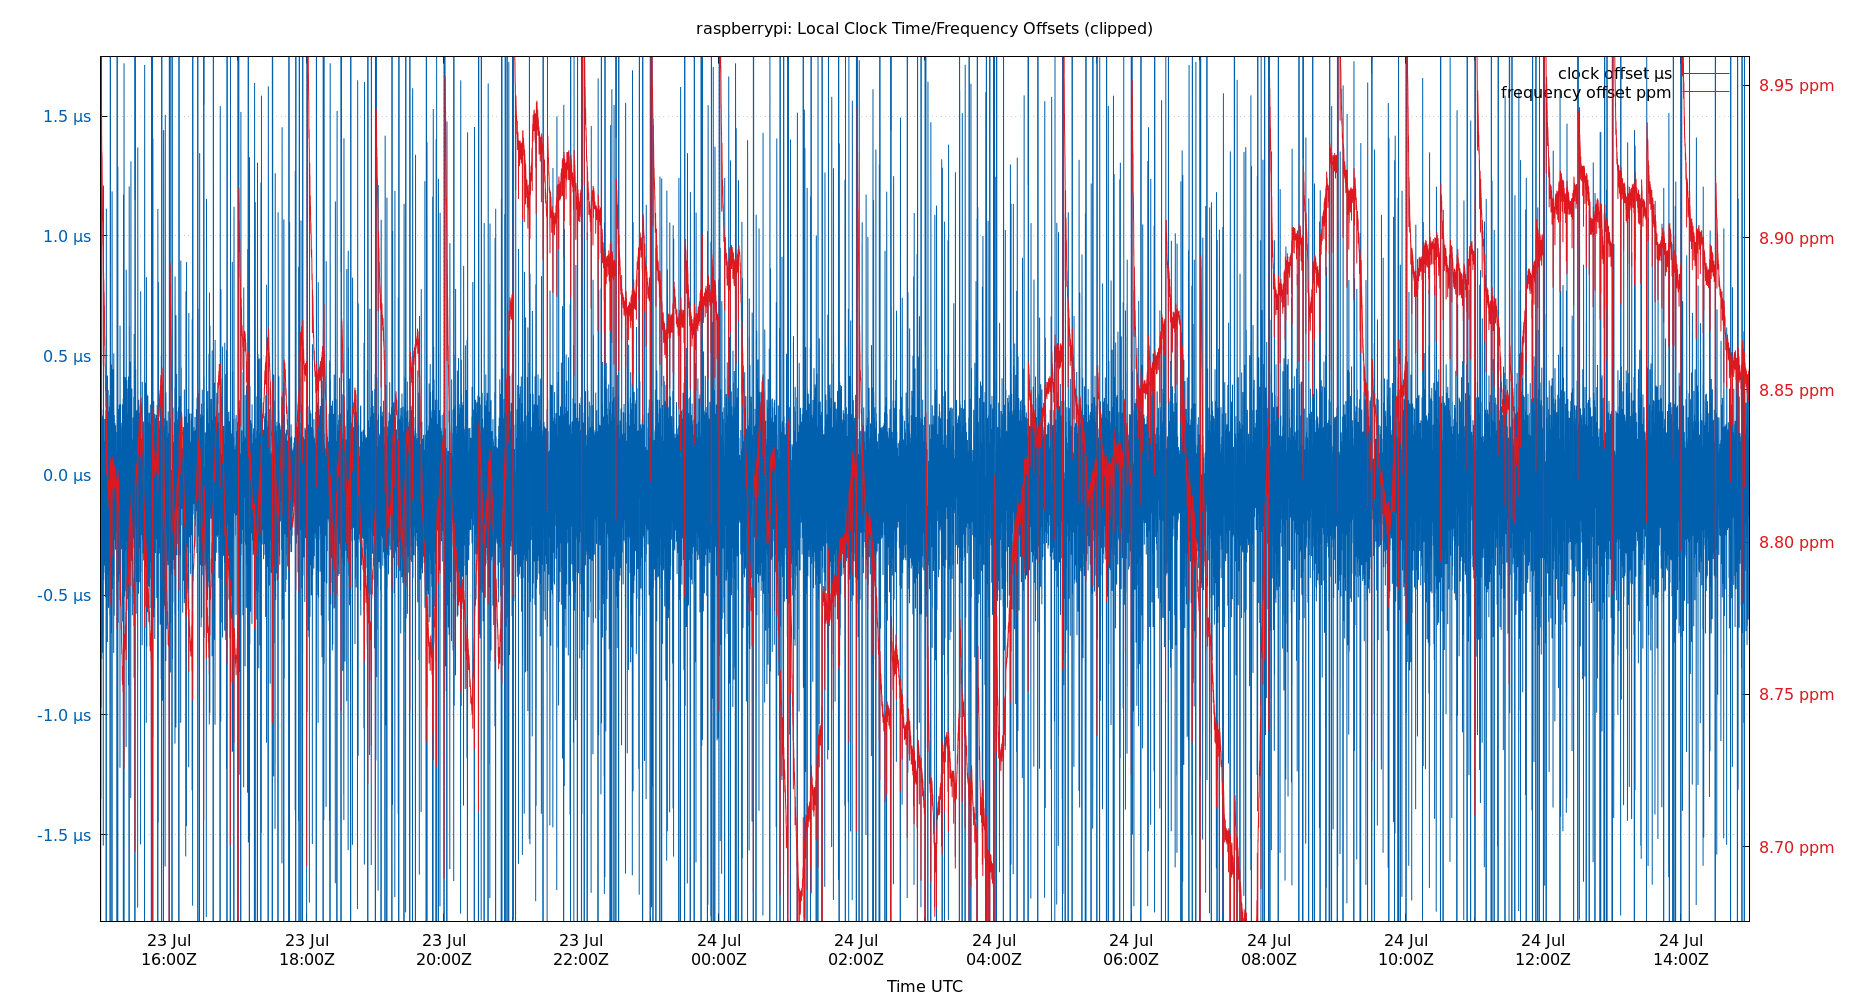 raspberrypi: Local Clock Time/Frequency Offsets (clipped)
clock offset µs
frequency offset ppm
1.5 µs
1.0 µs
0.5 µs
0.0 µs
-0.5 µs
-1.0 µs
-1.5 µs
8.95 ppm
8.90 ppm
8.85 ppm
8.80 ppm
8.75 ppm
8.70 ppm
23 Jul 23 Jul 23 Jul 23 Jul 24 Jul 24 Jul 24 Jul 24 Jul 24 Jul 24 Jul 24 Jul 24 Jul
16:00Z 18:00Z 20:00Z 22:00Z 00:00Z 02:00Z 04:00Z 06:00Z 08:00Z 10:00Z 12:00Z 14:00Z
Time UTC